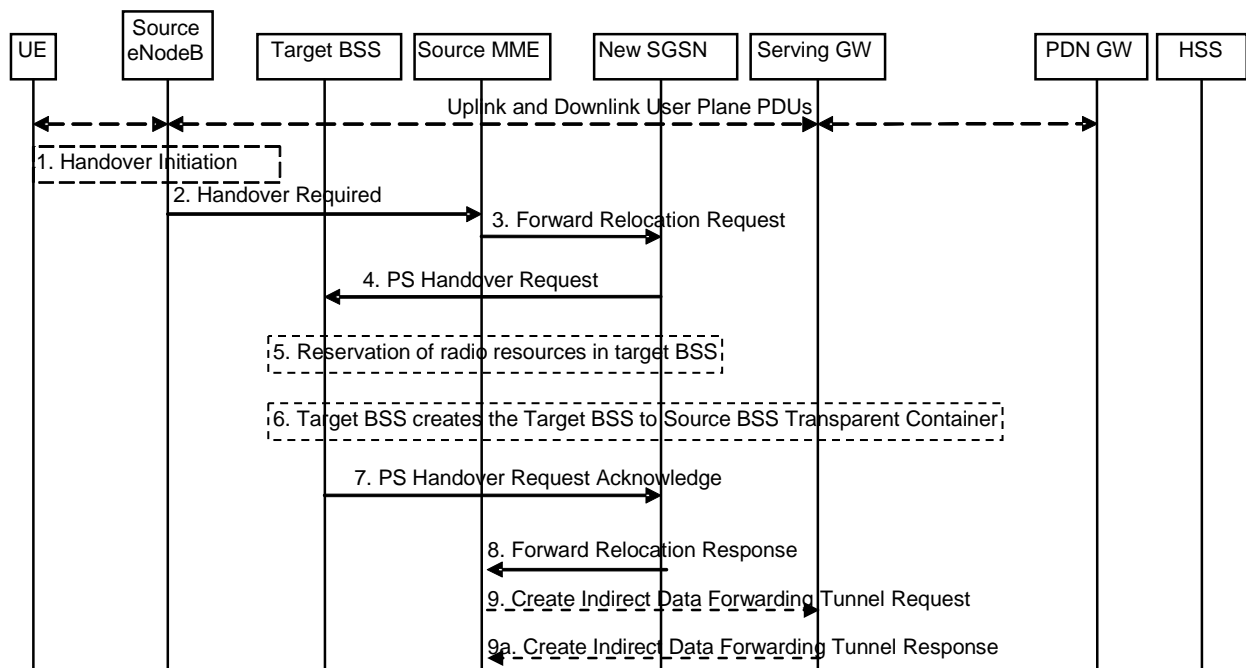 UE
Source
eNodeB
Target BSS
Source MME
New SGSN
Serving GW
PDN GW
HSS
Uplink and Downlink User Plane PDUs
1. Handover Initiation
2. Handover Required
3. Forward Relocation Request
4. PS Handover Request
5. Reservation of radio resources in target BSS
6. Target BSS creates the Target BSS to Source BSS Transparent Container
7. PS Handover Request Acknowledge
8. Forward Relocation Response
9. Create Indirect Data Forwarding Tunnel Request
9a. Create Indirect Data Forwarding Tunnel Response